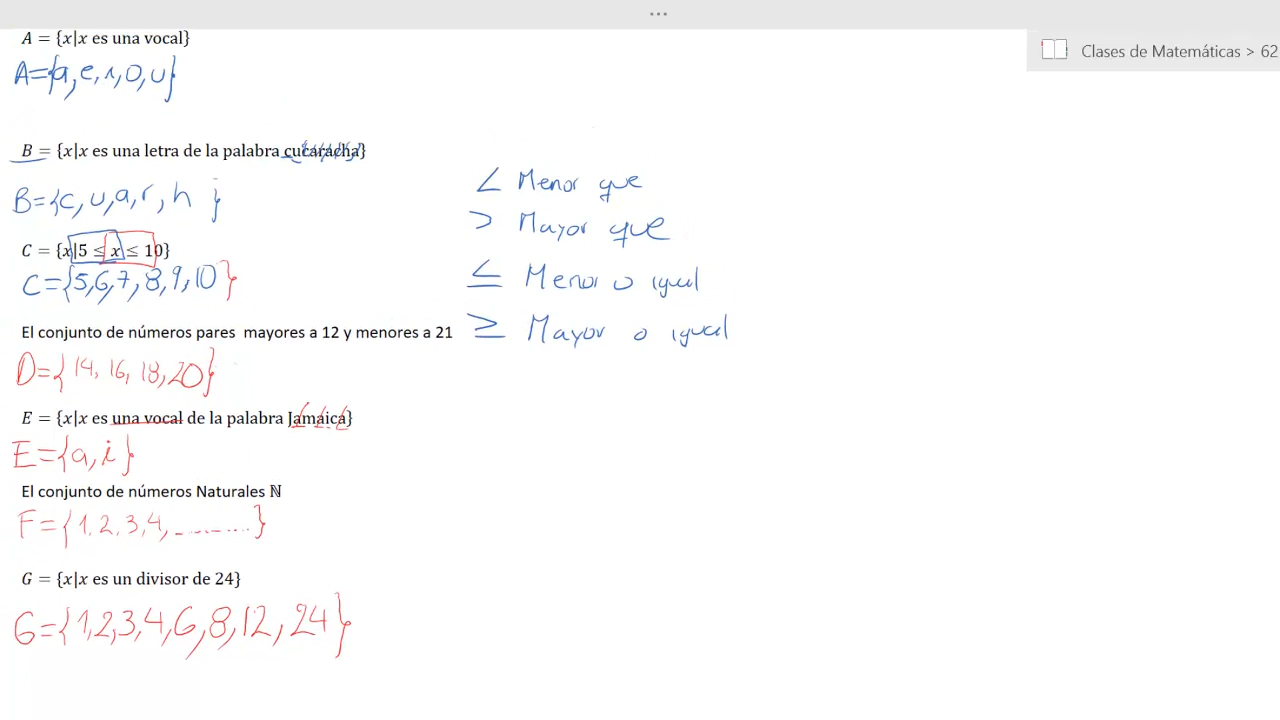 ...
A = {x|x es una vocal}
Clases de Matemáticas > 62
A={a, e, i, o, u}
B = {x|x es una letra de la palabra cucaracha}
< Menor que
B={c, u, a, r, h }
> Mayor que
C = {x|5 ≤ x ≤ 10}
C={5,6,7,8,9,10}
≤ Menor o igual
El conjunto de números pares mayores a 12 y menores a 21
≥ Mayor o igual
D={14, 16, 18, 20}
E = {x|x es una vocal de la palabra Jamaica}
E={a, i}
El conjunto de números Naturales ℕ
F={1, 2, 3, 4, ..........}
G = {x|x es un divisor de 24}
G={1,2,3,4,6,8,12, 24}